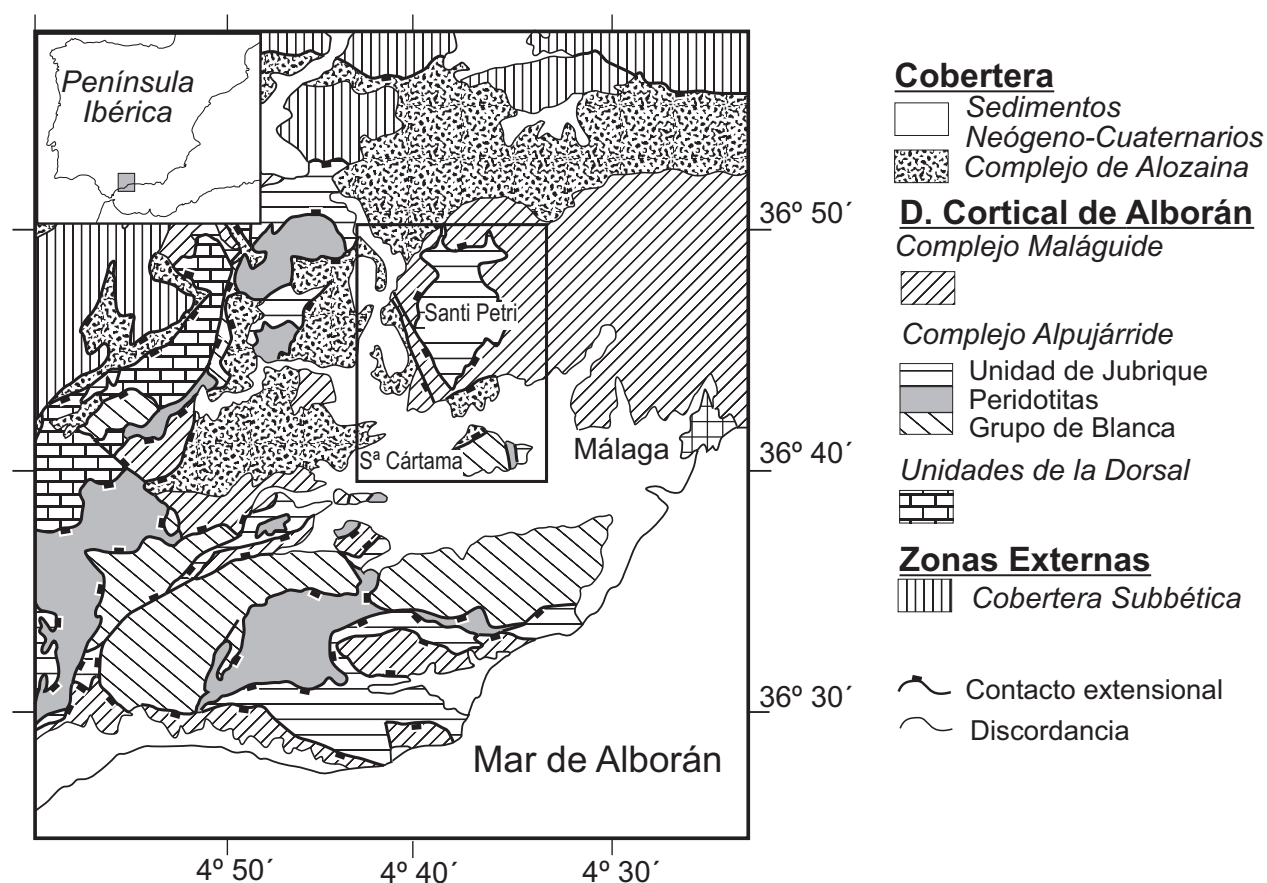 Península
Ibérica
Santi Petri
Sª Cártama
Málaga
Mar de Alborán
36º 50´
36º 40´
36º 30´
4º 50´
4º 40´
4º 30´
Cobertera
Sedimentos
Neógeno-Cuaternarios
Complejo de Alozaina
D. Cortical de Alborán
Complejo Maláguide
Complejo Alpujárride
Unidad de Jubrique
Peridotitas
Grupo de Blanca
Unidades de la Dorsal
Zonas Externas
Cobertera Subbética
Contacto extensional
Discordancia